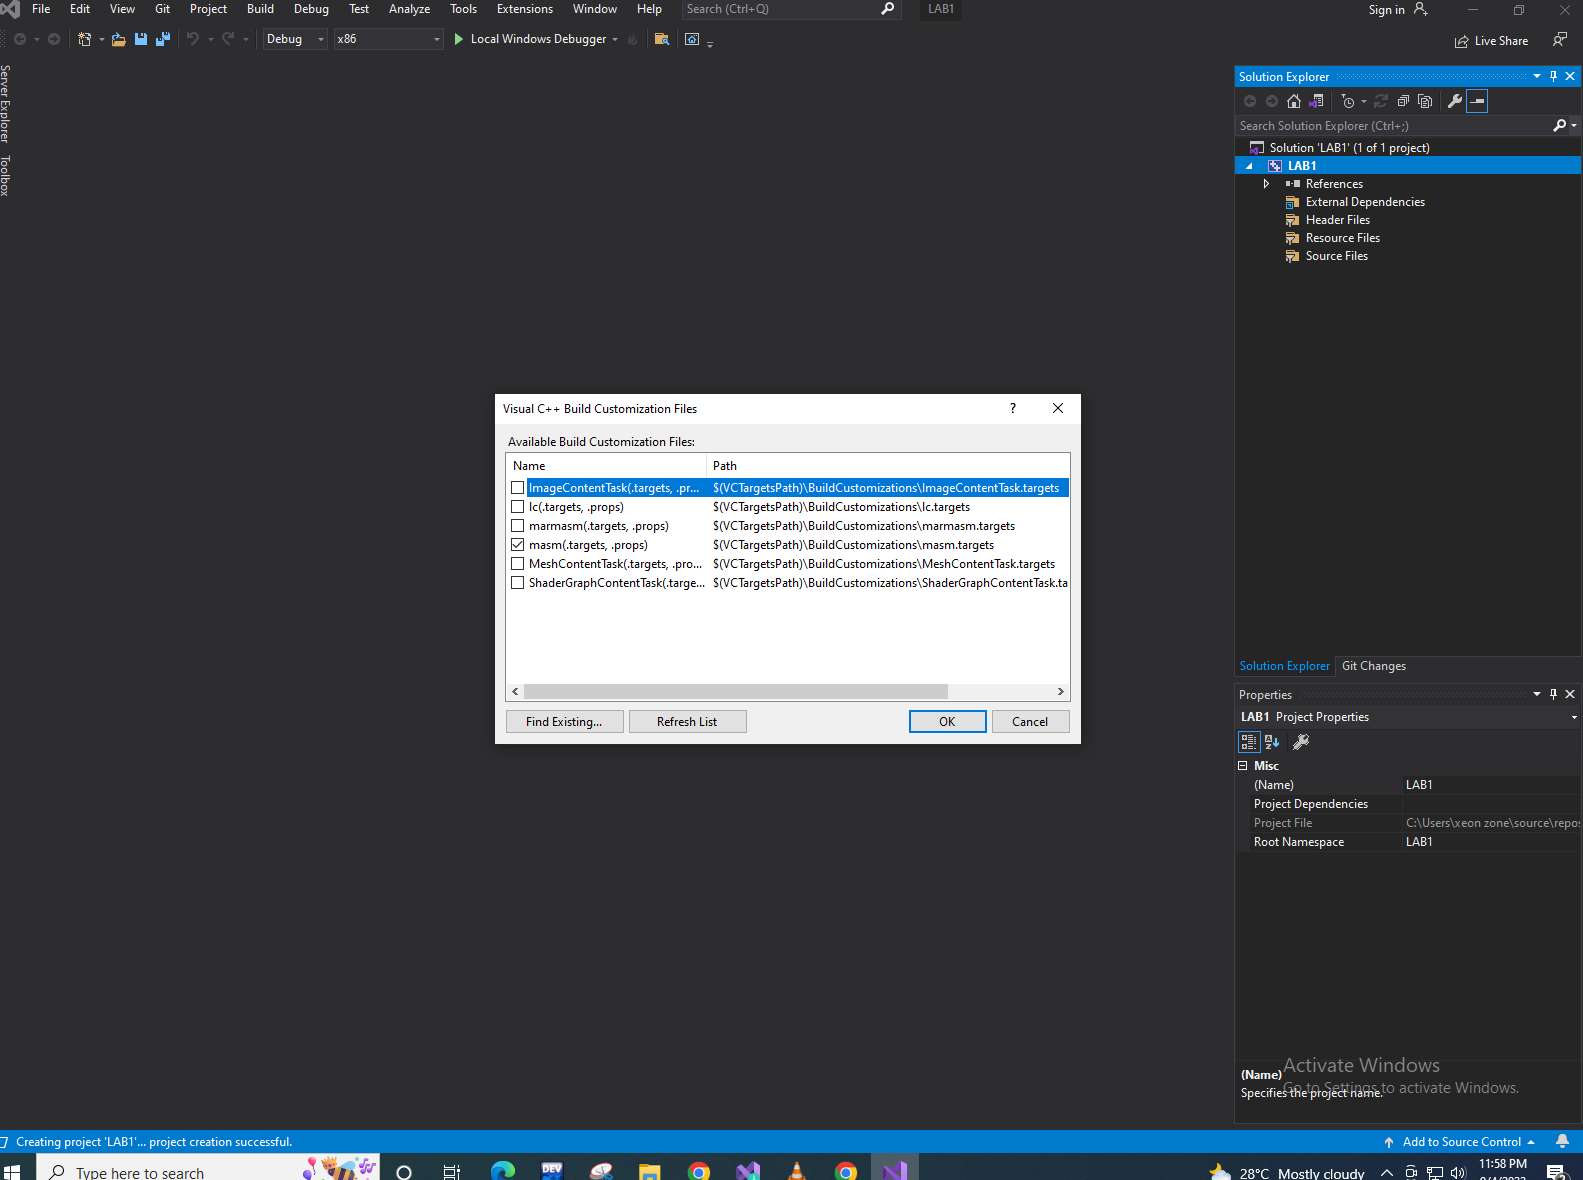 File Edit View Git Project Build Debug Test Analyze Tools Extensions Window Help Search (Ctrl+Q) LAB1 Sign in
Debug x86 Local Windows Debugger Live Share
Server Explorer
Toolbox
Solution Explorer
Search Solution Explorer (Ctrl+;)
Solution 'LAB1' (1 of 1 project)
LAB1
References
External Dependencies
Header Files
Resource Files
Source Files
Visual C++ Build Customization Files ?
Available Build Customization Files:
Name Path
ImageContentTask(.targets, .pr... $(VCTargetsPath)\BuildCustomizations\ImageContentTask.targets
lc(.targets, .props) $(VCTargetsPath)\BuildCustomizations\lc.targets
marmasm(.targets, .props) $(VCTargetsPath)\BuildCustomizations\marmasm.targets
masm(.targets, .props) $(VCTargetsPath)\BuildCustomizations\masm.targets
MeshContentTask(.targets, .pro... $(VCTargetsPath)\BuildCustomizations\MeshContentTask.targets
ShaderGraphContentTask(.targe... $(VCTargetsPath)\BuildCustomizations\ShaderGraphContentTask.ta
Find Existing... Refresh List OK Cancel
Solution Explorer Git Changes
Properties
LAB1 Project Properties
Misc
(Name) LAB1
Project Dependencies
Project File C:\Users\xeon zone\source\repos
Root Namespace LAB1
Activate Windows
Go to Settings to activate Windows.
(Name)
Specifies the project name.
Creating project 'LAB1'... project creation successful. Add to Source Control
Type here to search DEV 28°C Mostly cloudy 11:58 PM